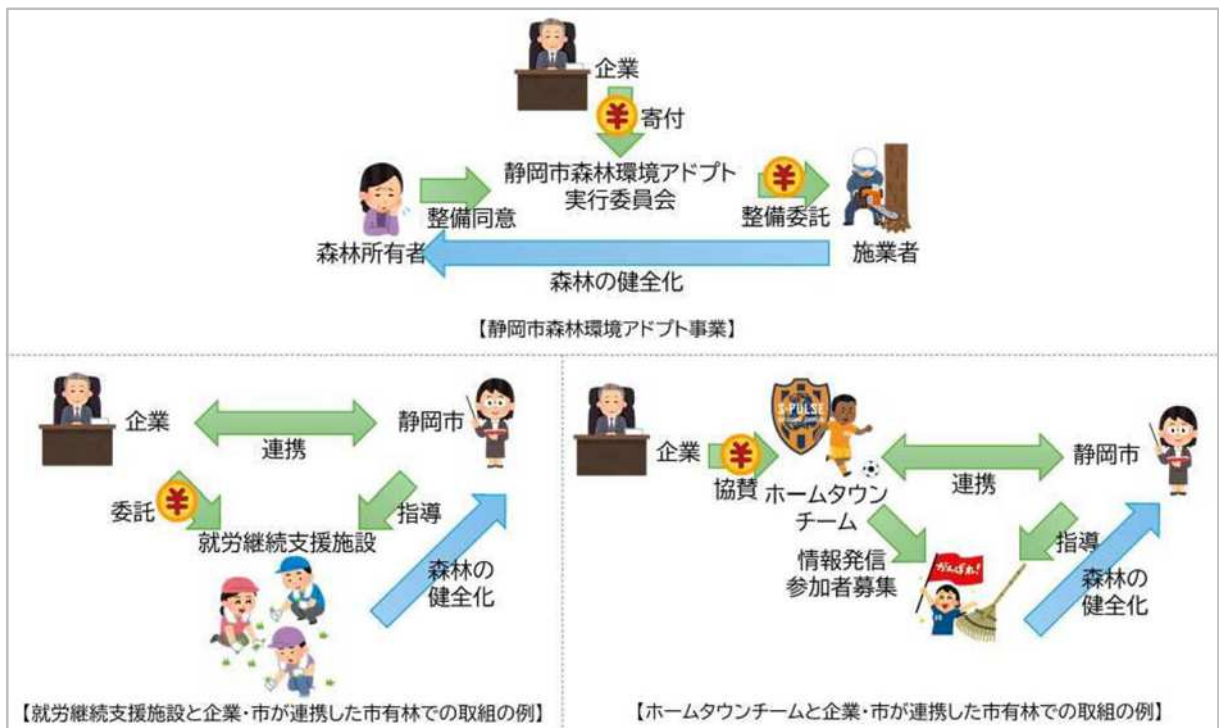 企業
¥
寄付
静岡市森林環境アドプト
実行委員会
¥
整備同意
整備委託
森林所有者
施業者
森林の健全化
【静岡市森林環境アドプト事業】
企業
静岡市
連携
委託
¥
指導
就労継続支援施設
森林の
健全化
【就労継続支援施設と企業・市が連携した市有林での取組の例】
S-PULSE
企業
¥
静岡市
協賛
ホームタウン
チーム
連携
情報発信
参加者募集
がんばれ!
指導
森林の
健全化
【ホームタウンチームと企業・市が連携した市有林での取組の例】